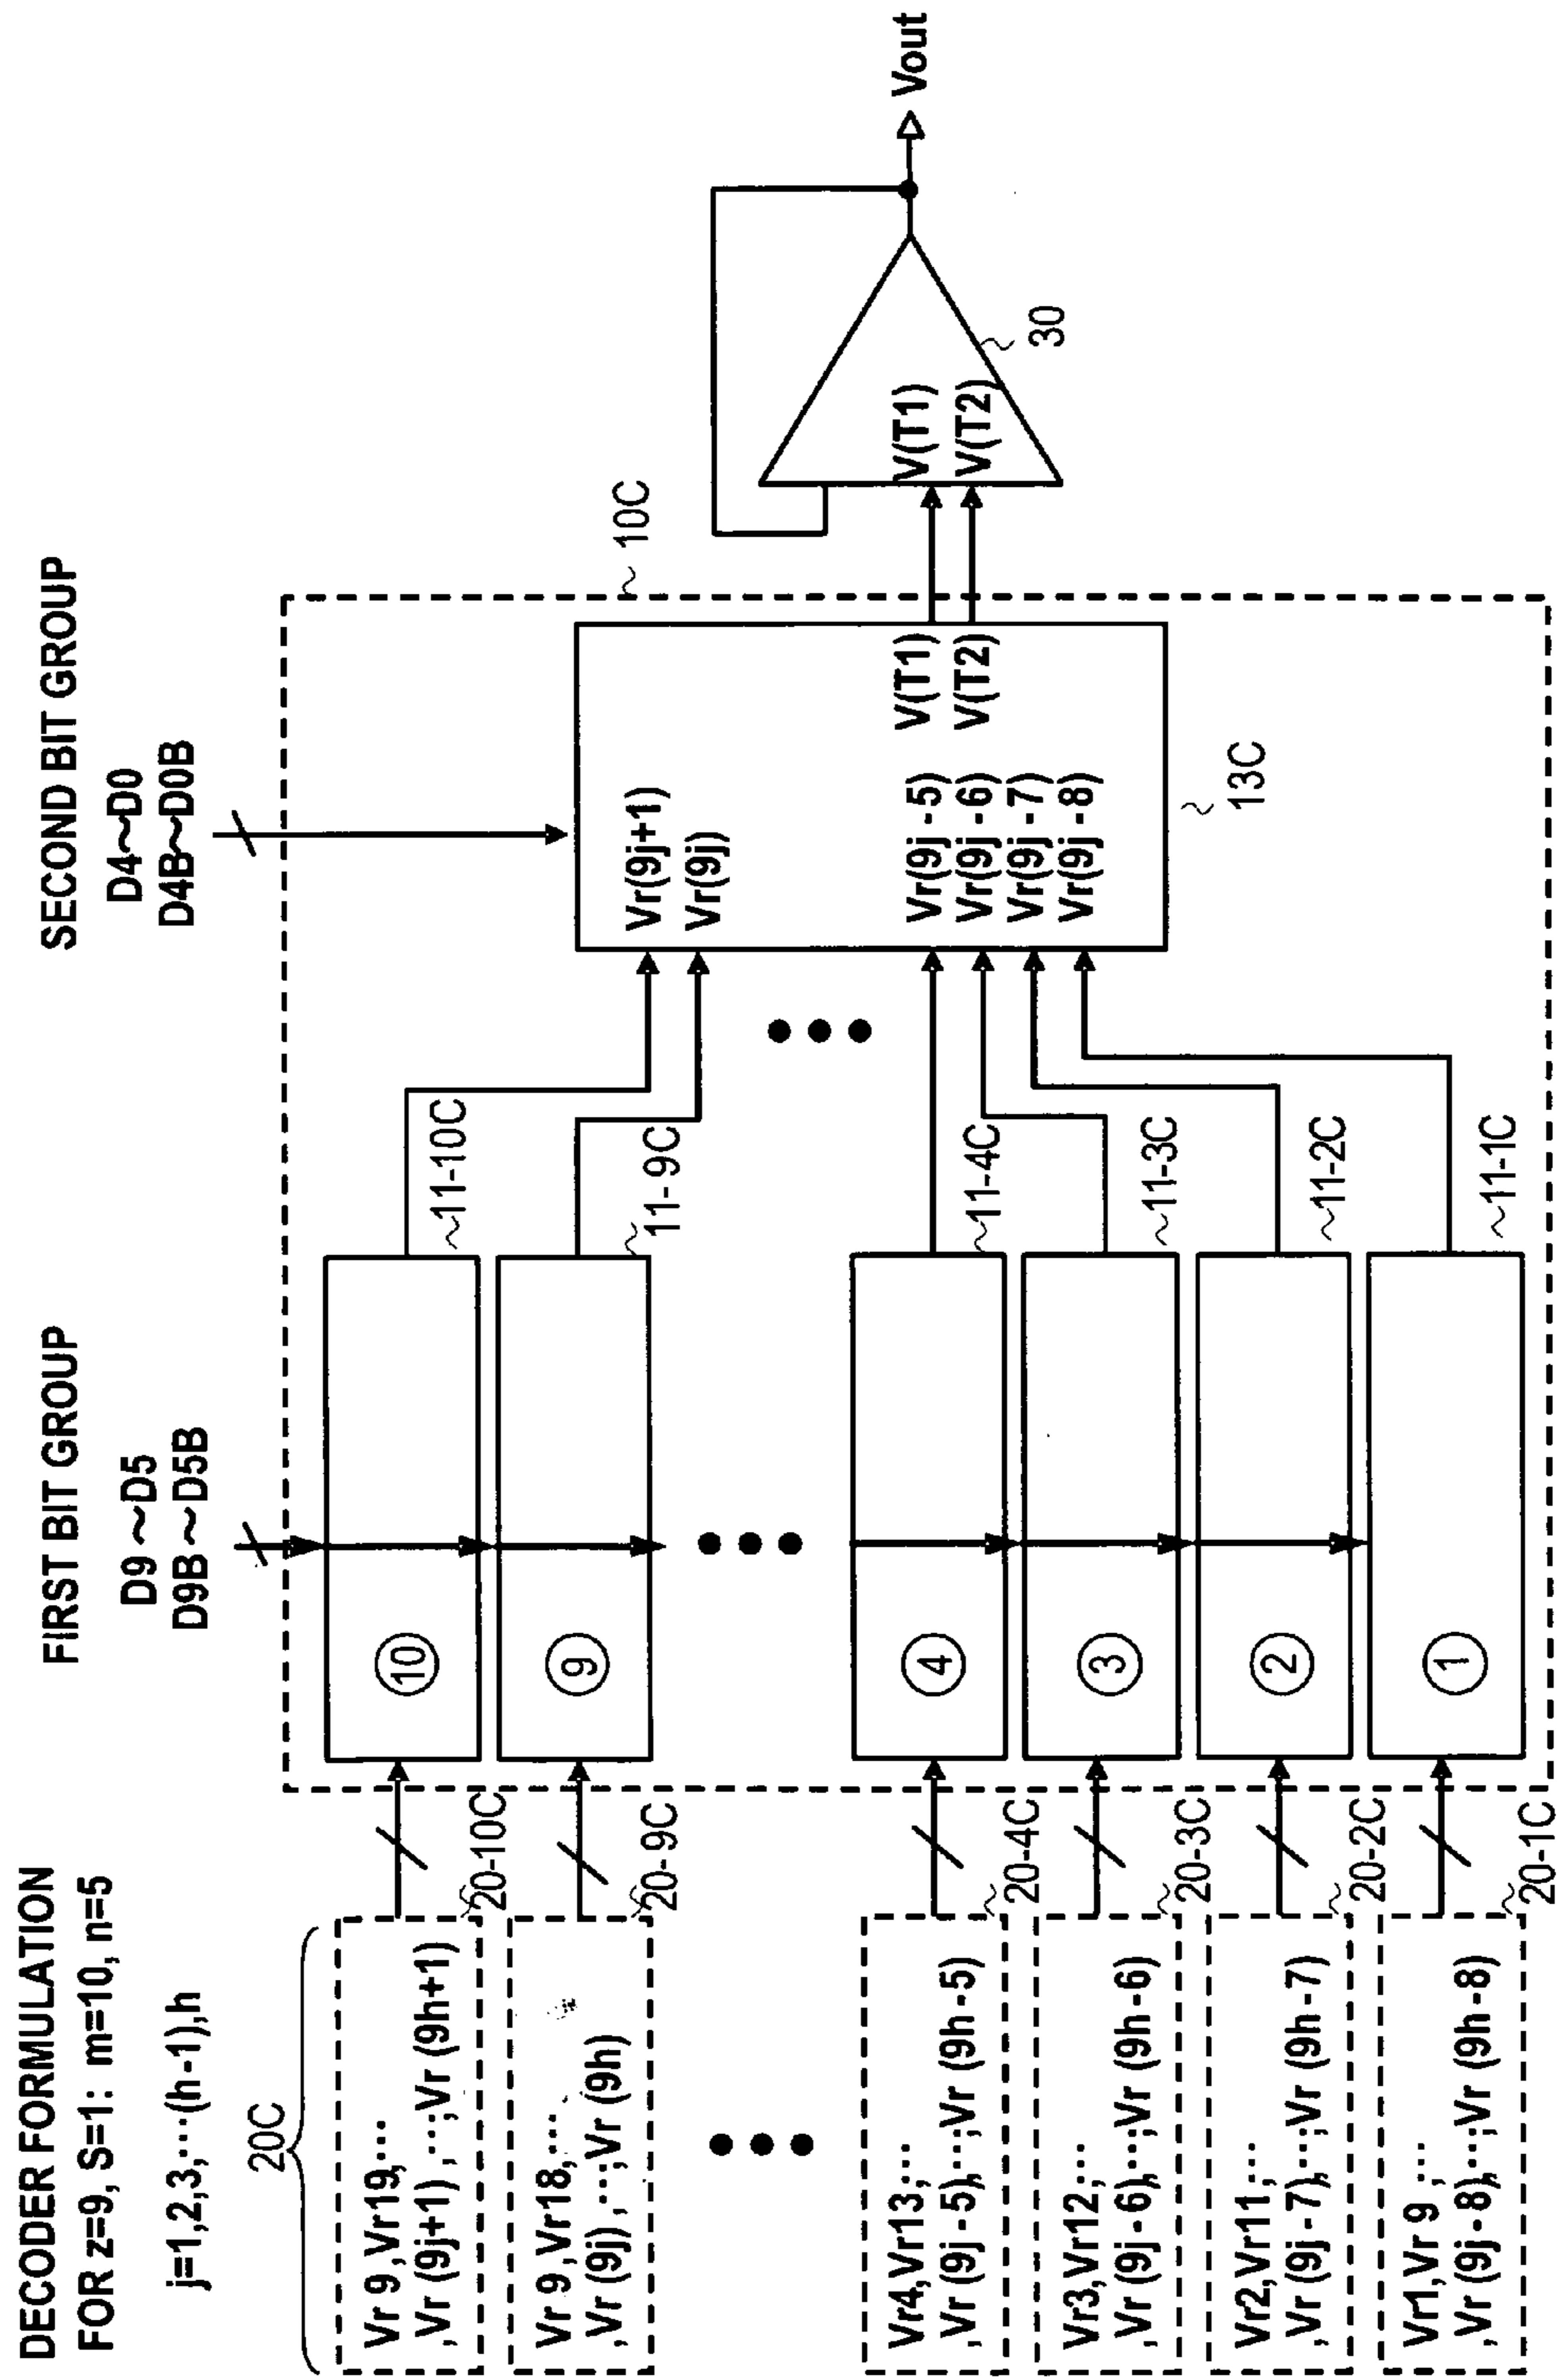 DECODER FORMULATION
FOR z=9, S=1: m=10, n=5
j=1,2,3,···(h-1),h
FIRST BIT GROUP
D9~D5
D9B~D5B
SECOND BIT GROUP
D4~D0
D4B~D0B
20C
10C
Vr 9 ,Vr19,···
,Vr (9j+1) ,···,Vr (9h+1)
20-10C
⑩
11-10C
Vr 9 ,Vr18,···
,Vr (9j) ,···,Vr (9h)
20-9C
⑨
11-9C
Vr4,Vr13,···
,Vr (9j-5),···,Vr (9h-5)
20-4C
④
11-4C
Vr3,Vr12,···
,Vr (9j-6),···,Vr (9h-6)
20-3C
③
11-3C
Vr2,Vr11,···
,Vr (9j-7),···,Vr (9h-7)
20-2C
②
11-2C
Vr1,Vr 9 ,···
,Vr (9j-8),···,Vr (9h-8)
20-1C
①
11-1C
Vr(9j+1)
Vr(9j)
Vr(9j-5)
Vr(9j-6)
Vr(9j-7)
Vr(9j-8)
V(T1)
V(T2)
13C
V(T1)
V(T2)
30
Vout